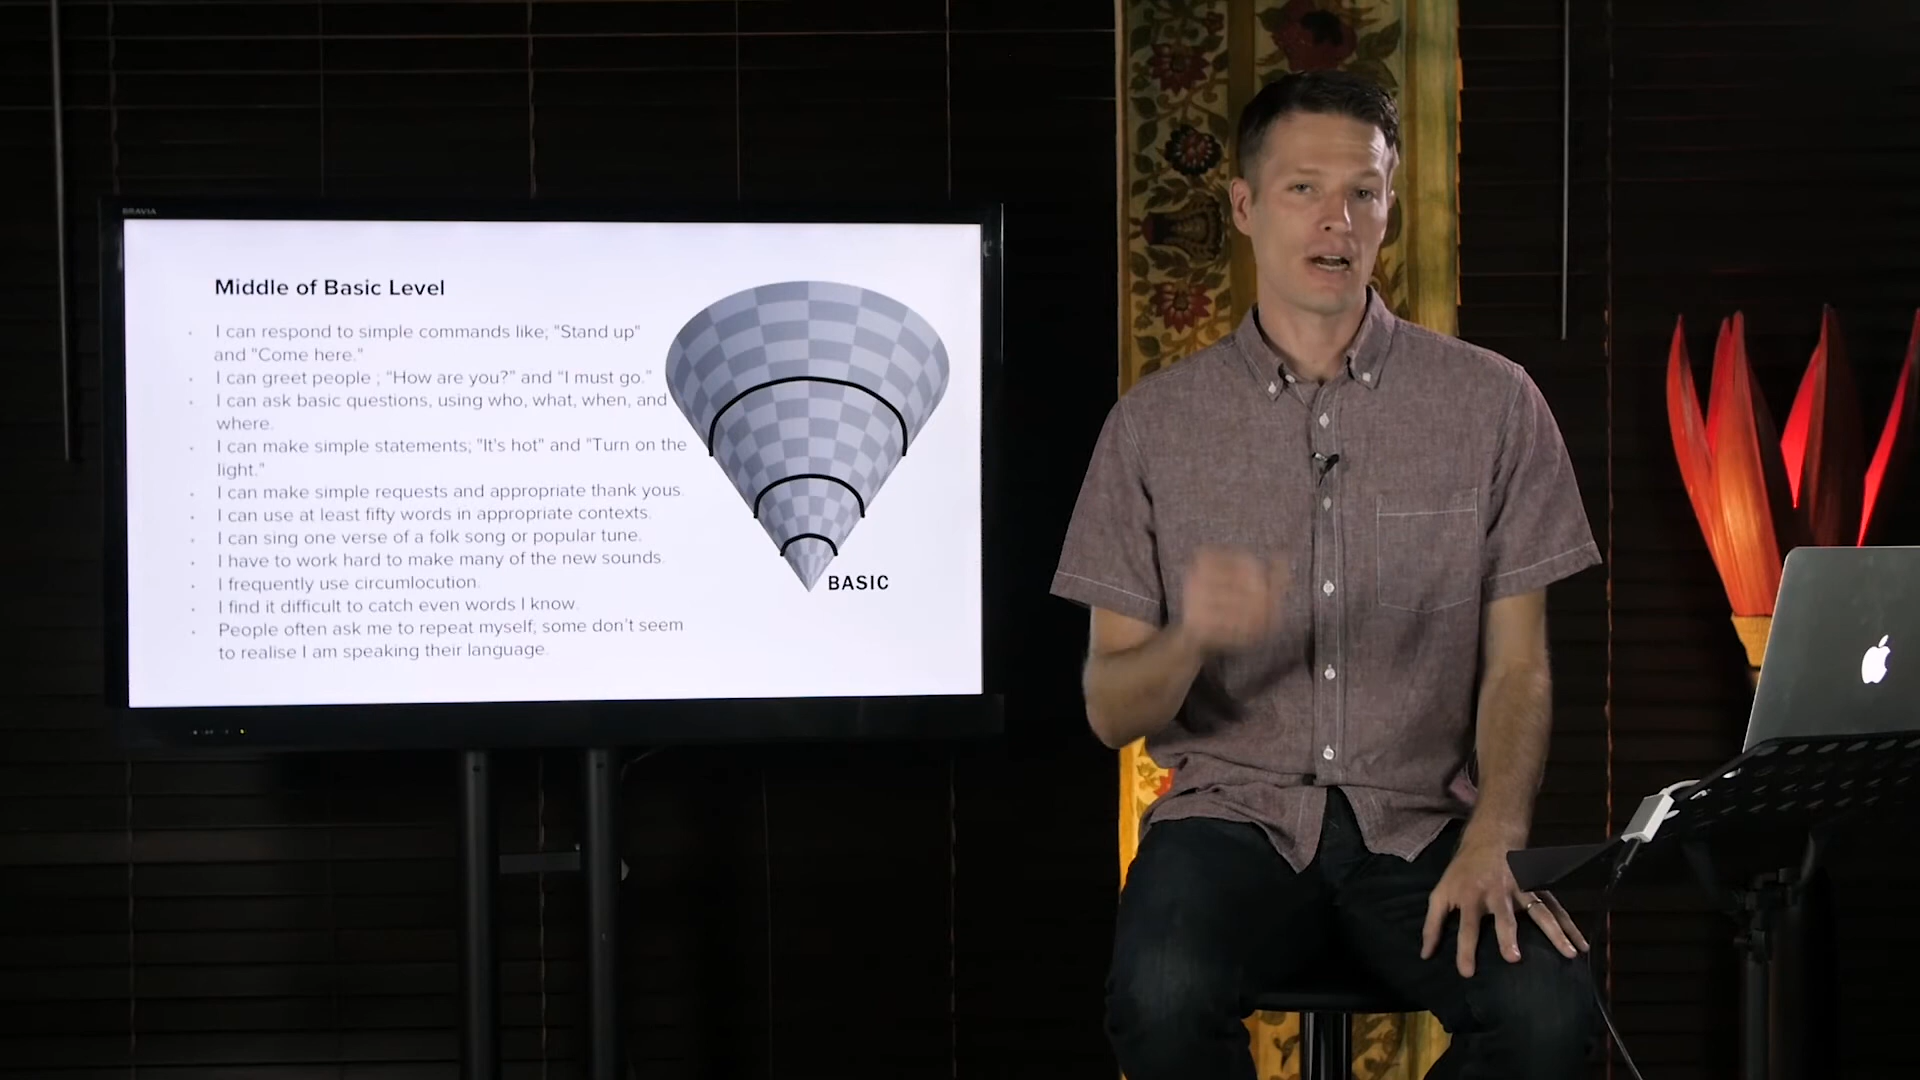 BRAVIA
Middle of Basic Level
I can respond to simple commands like; "Stand up"
and "Come here."
I can greet people ; "How are you?" and "I must go."
I can ask basic questions, using who, what, when, and
where.
I can make simple statements; "It's hot" and "Turn on the
light."
I can make simple requests and appropriate thank yous.
I can use at least fifty words in appropriate contexts.
I can sing one verse of a folk song or popular tune.
I have to work hard to make many of the new sounds.
I frequently use circumlocution.
I find it difficult to catch even words I know.
People often ask me to repeat myself; some don't seem
to realise I am speaking their language.
BASIC